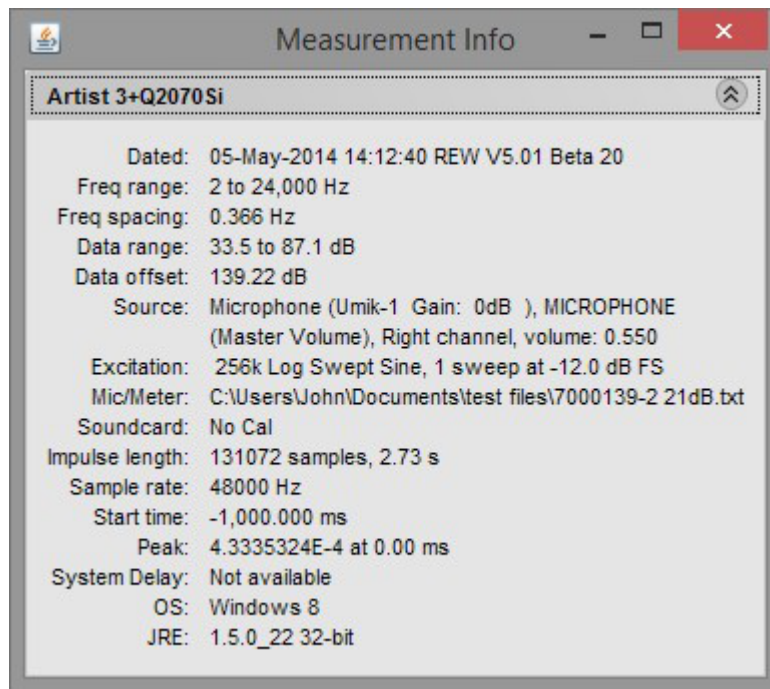 Measurement Info
Artist 3+Q2070Si
Dated: 05-May-2014 14:12:40 REW V5.01 Beta 20
Freq range: 2 to 24,000 Hz
Freq spacing: 0.366 Hz
Data range: 33.5 to 87.1 dB
Data offset: 139.22 dB
Source: Microphone (Umik-1  Gain:  0dB  ), MICROPHONE
(Master Volume), Right channel, volume: 0.550
Excitation: 256k Log Swept Sine, 1 sweep at -12.0 dB FS
Mic/Meter: C:\Users\John\Documents\test files\7000139-2 21dB.txt
Soundcard: No Cal
Impulse length: 131072 samples, 2.73 s
Sample rate: 48000 Hz
Start time: -1,000.000 ms
Peak: 4.3335324E-4 at 0.00 ms
System Delay: Not available
OS: Windows 8
JRE: 1.5.0_22 32-bit